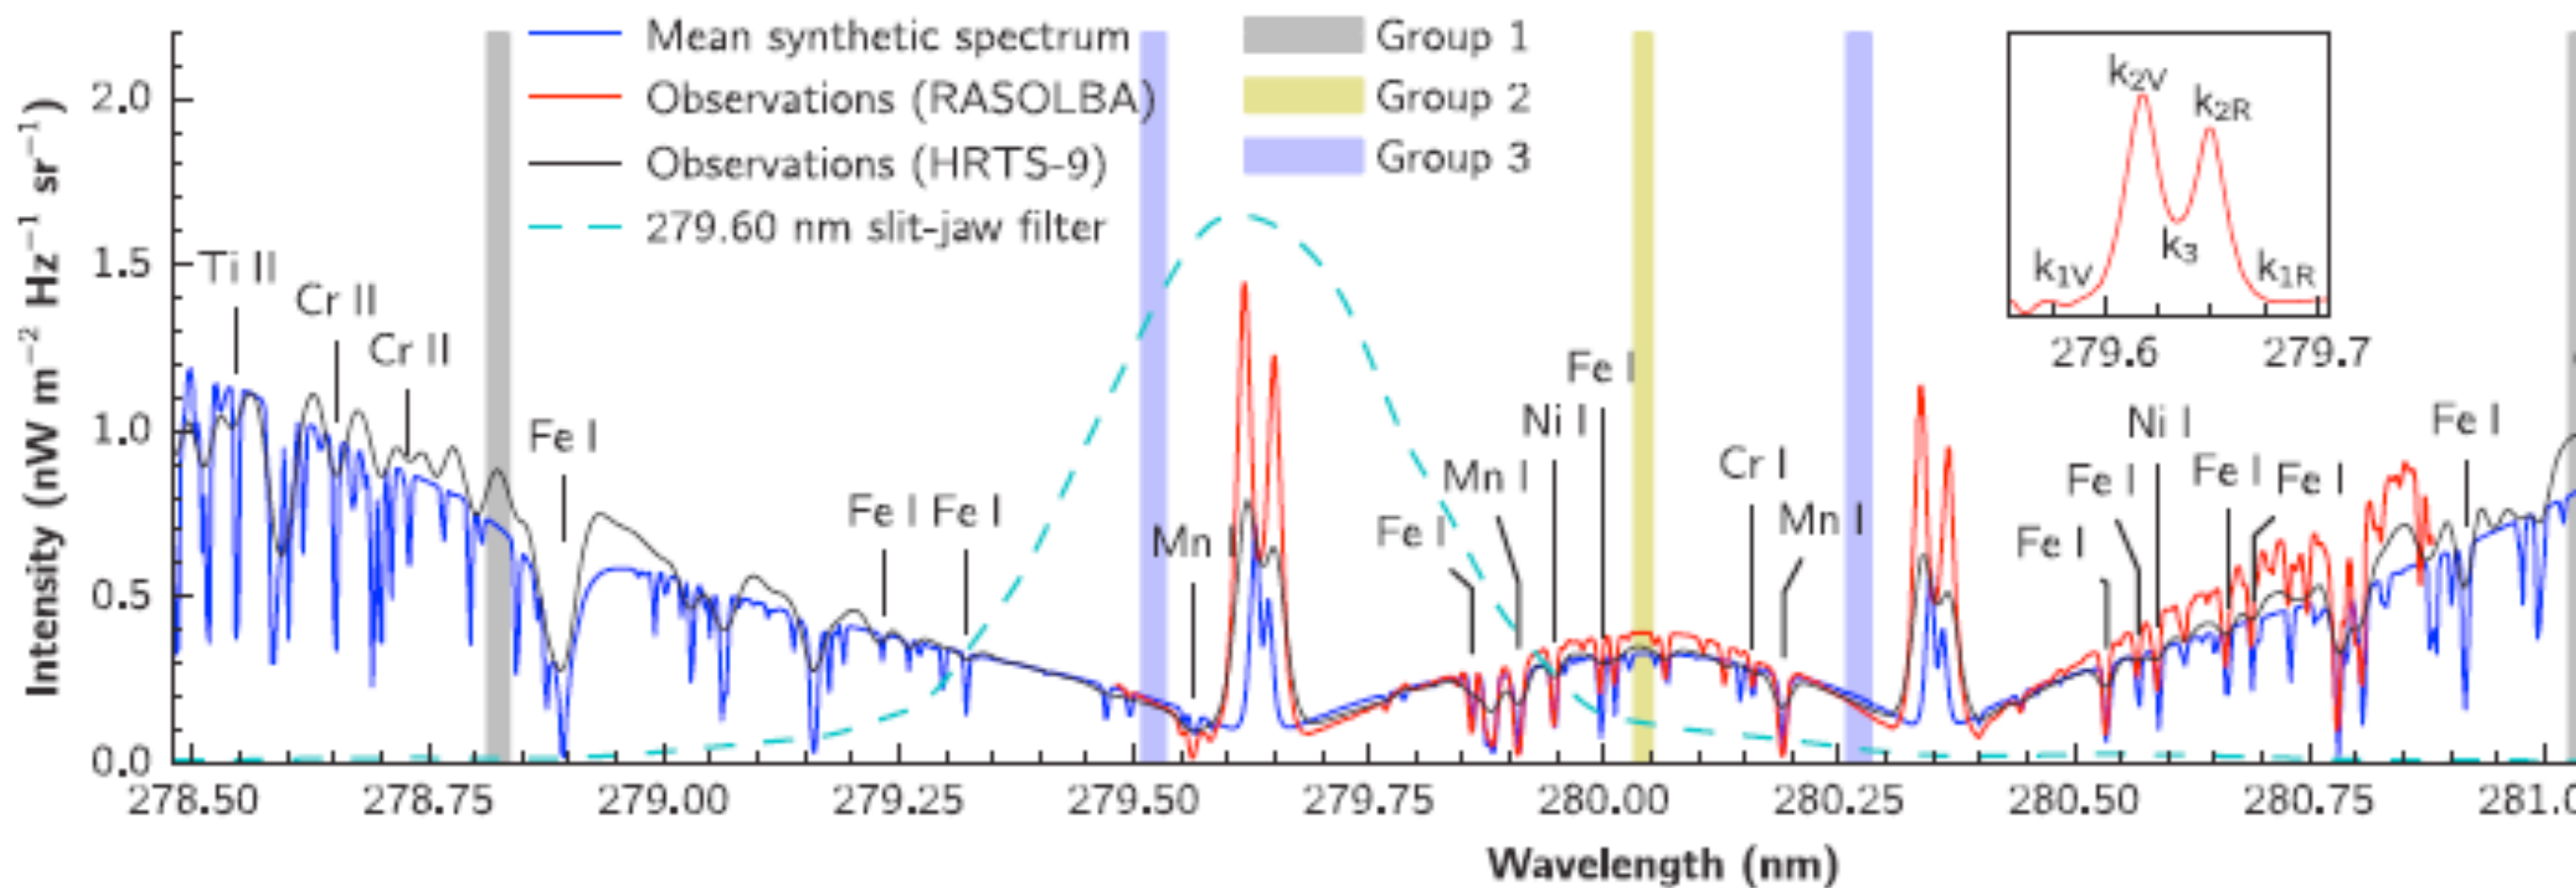 Mean synthetic spectrum
Observations (RASOLBA)
Observations (HRTS-9)
279.60 nm slit-jaw filter
Group 1
Group 2
Group 3
k2V
k2R
k3
k1V
k1R
279.6
279.7
Intensity (nW m−2 Hz−1 sr−1)
2.0
1.5
1.0
0.5
0.0
Ti II
Cr II
Cr II
Fe I
Fe I
Fe I
Mn I
Fe I
Mn I
Ni I
Fe I
Cr I
Mn I
Fe I
Fe I
Ni I
Fe I
Fe I
Fe I
278.50
278.75
279.00
279.25
279.50
279.75
280.00
280.25
280.50
280.75
281.0
Wavelength (nm)